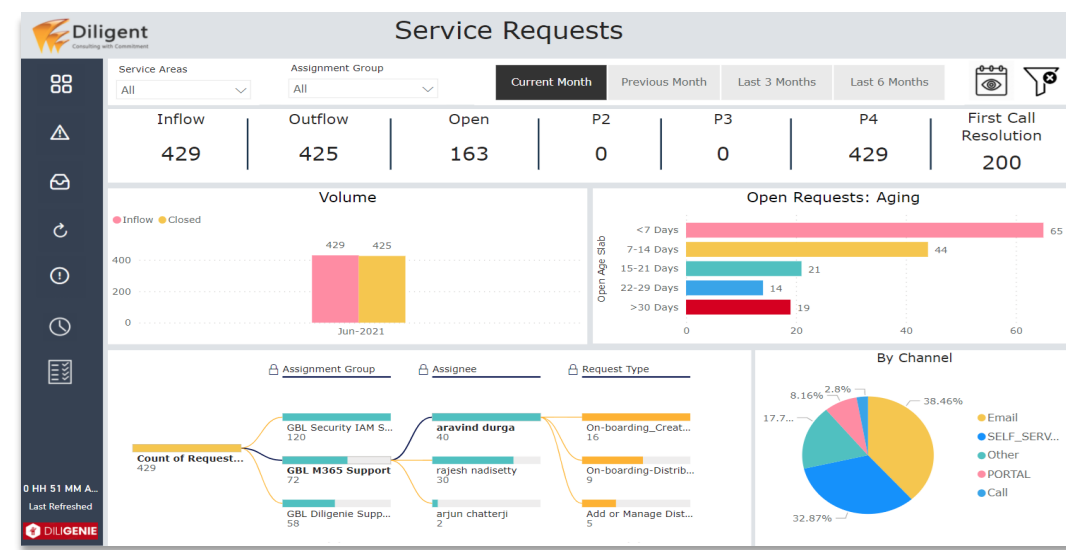 Diligent
Consulting with Commitment
Service Requests
Service Areas
All
Assignment Group
All
Current Month
Previous Month
Last 3 Months
Last 6 Months
Inflow
429
Outflow
425
Open
163
P2
0
P3
0
P4
429
First Call
Resolution
200
Volume
Inflow
Closed
400
200
0
429
425
Jun-2021
Open Requests: Aging
Open Age Slab
<7 Days
65
7-14 Days
44
15-21 Days
21
22-29 Days
14
>30 Days
19
0
20
40
60
Assignment Group
Assignee
Request Type
Count of Request...
429
GBL Security IAM S...
120
GBL M365 Support
72
GBL Diligenie Supp...
58
aravind durga
40
rajesh nadisetty
30
arjun chatterji
2
On-boarding_Creat...
16
On-boarding-Distrib...
9
Add or Manage Dist...
5
By Channel
2.8%
8.16%
38.46%
17.7...
32.87%
Email
SELF_SERV...
Other
PORTAL
Call
0 HH 51 MM A...
Last Refreshed
DILIGENIE